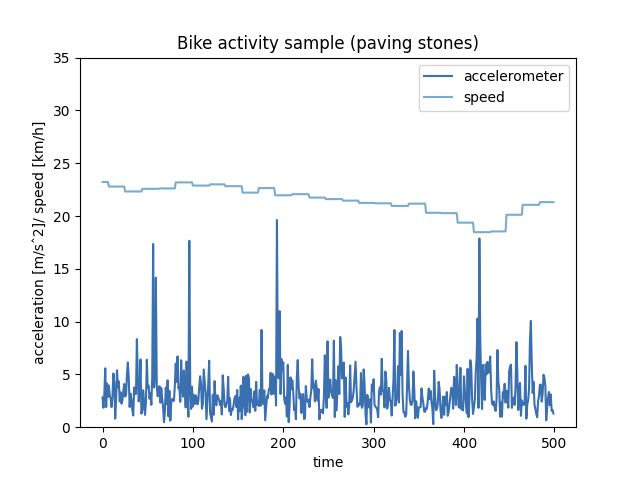 Bike activity sample (paving stones)
accelerometer
speed
acceleration [m/s^2]/ speed [km/h]
35
30
25
20
15
10
5
0
0 100 200 300 400 500
time